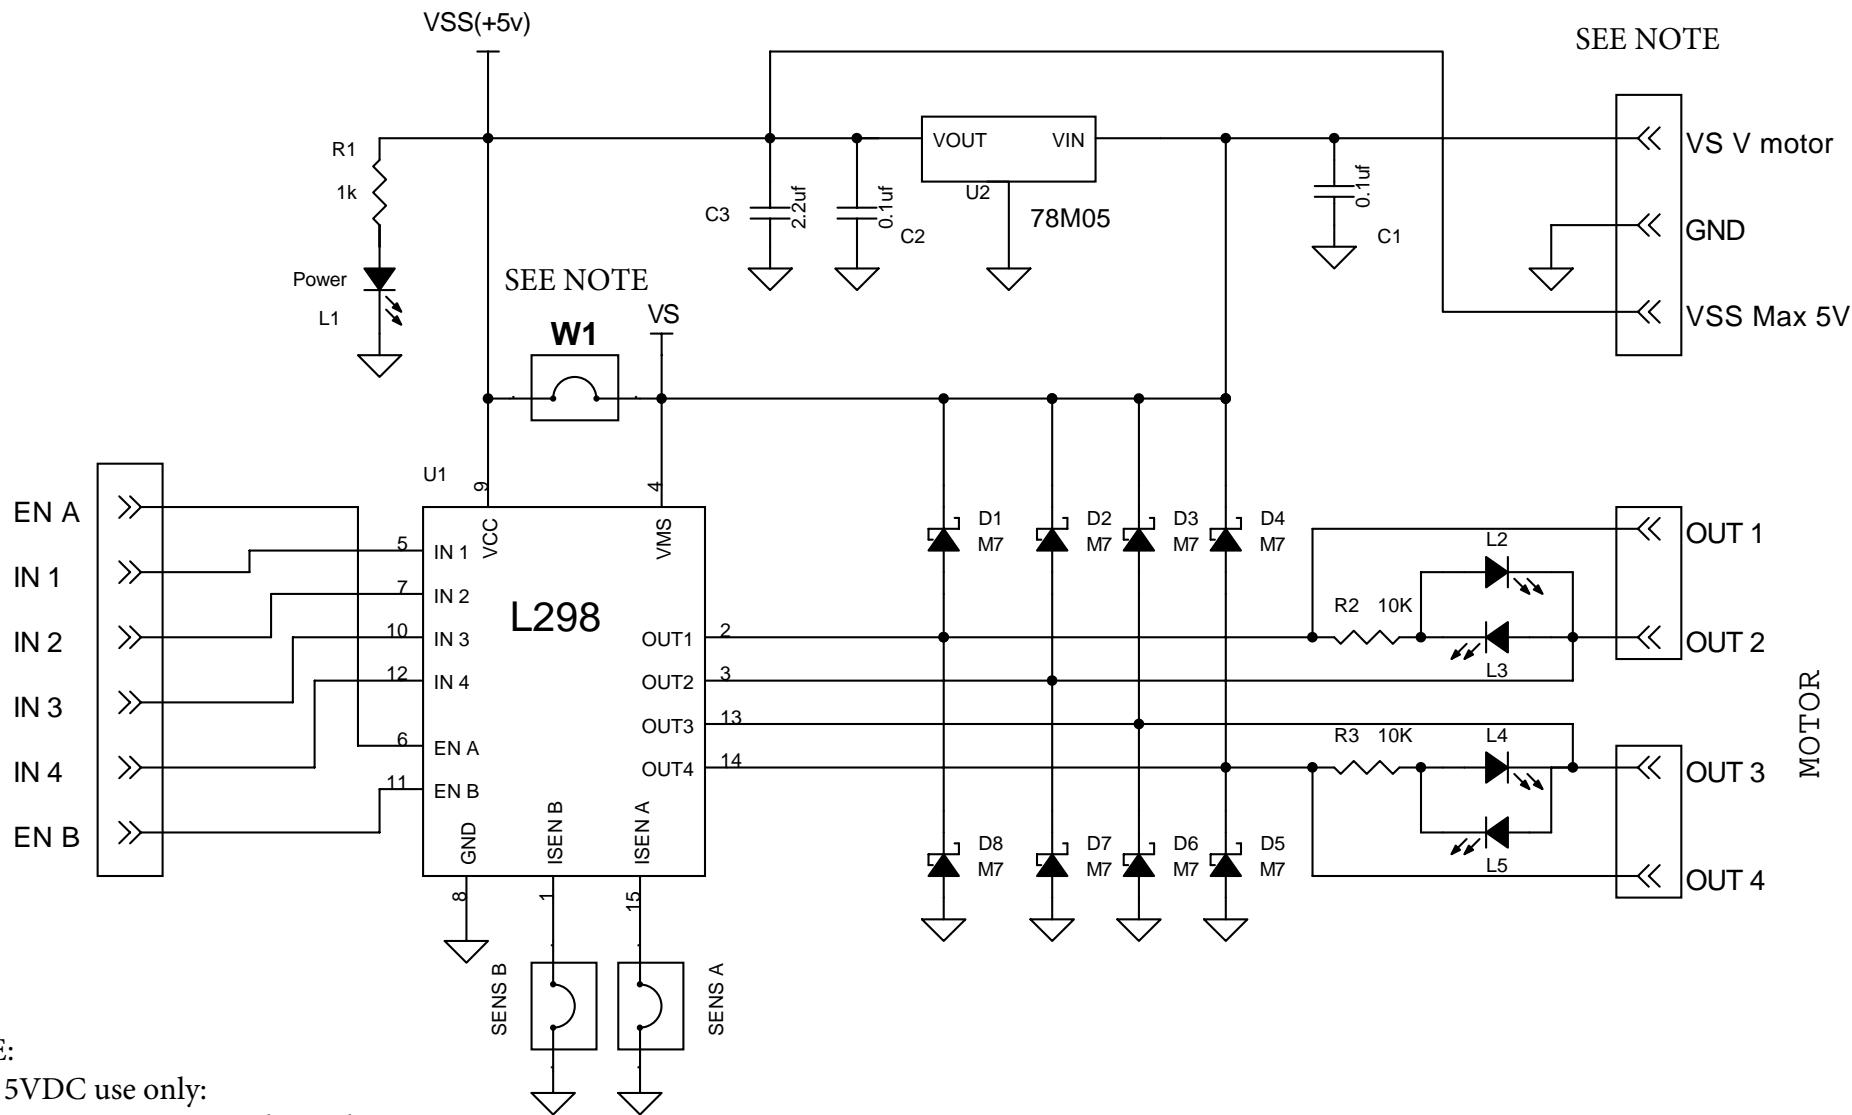 VSS(+5v)
SEE NOTE
R1
1k
Power
L1
VOUT
VIN
U2
78M05
C3
2.2uf
0.1uf
C2
0.1uf
C1
VS V motor
GND
VSS Max 5V
SEE NOTE
W1
VS
U1
9
4
EN A
IN 1
IN 2
IN 3
IN 4
EN B
5
7
10
12
6
11
IN 1
IN 2
IN 3
IN 4
EN A
EN B
VCC
VMS
L298
OUT1
OUT2
OUT3
OUT4
2
3
13
14
GND
ISEN B
ISEN A
8
1
15
SENS B
SENS A
D1
M7
D2
M7
D3
M7
D4
M7
D8
M7
D7
M7
D6
M7
D5
M7
R2 10K
L2
L3
R3 10K
L4
L5
OUT 1
OUT 2
OUT 3
OUT 4
MOTOR
E:
5VDC use only: